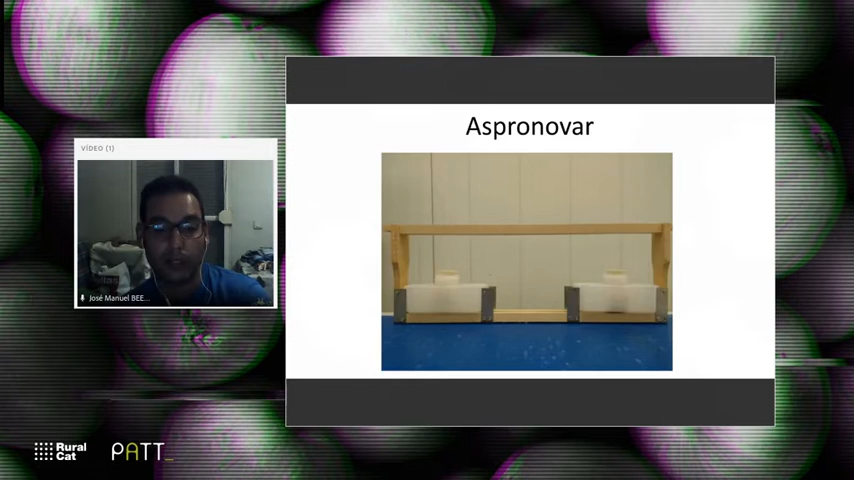 Aspronovar
VÍDEO (1)
José Manuel BEE...
Rural
Cat
PATT_